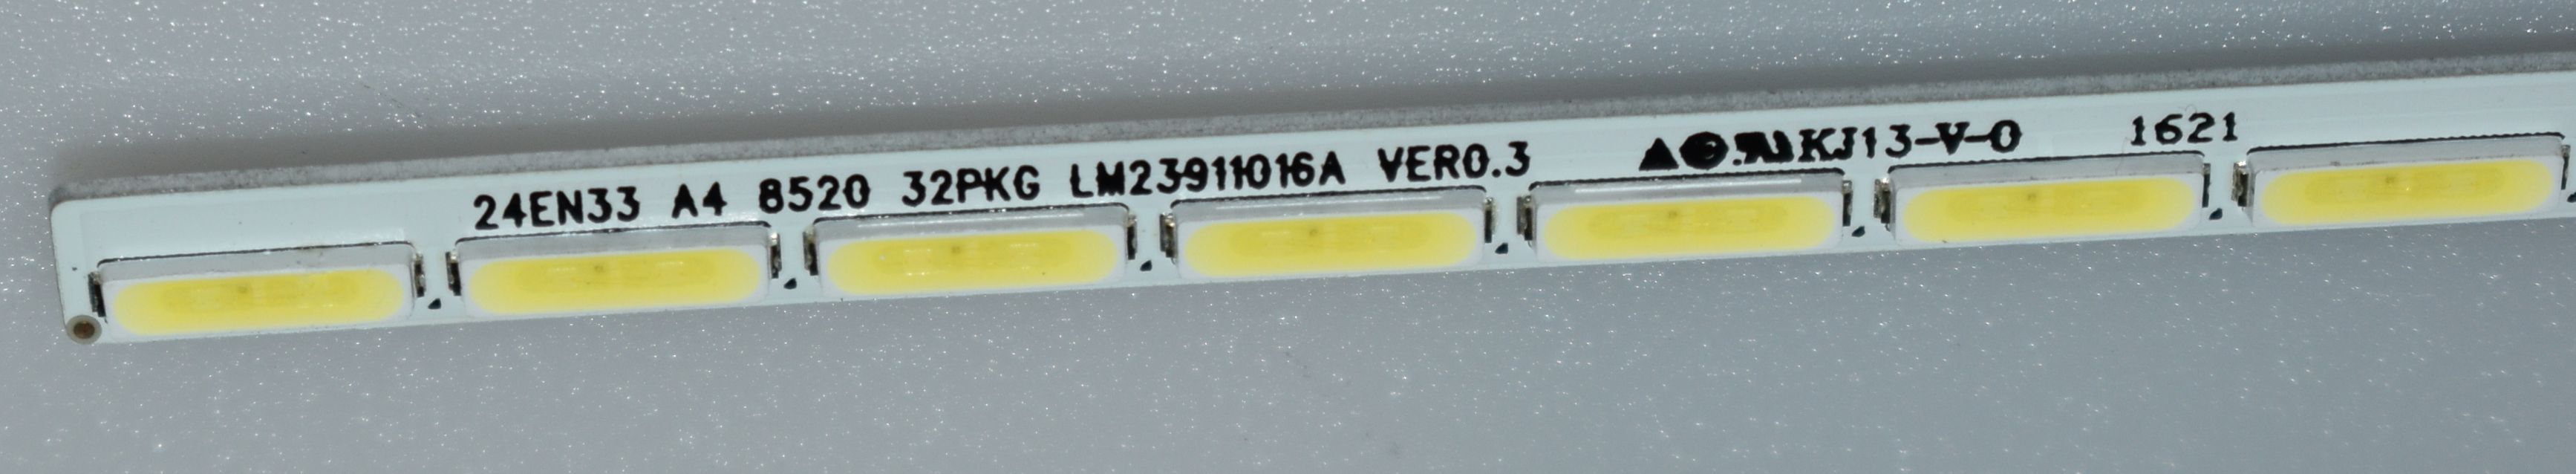 24EN33 A4 8520 32PKG LM23911016A VER0.3 KJ13-V-0 1621